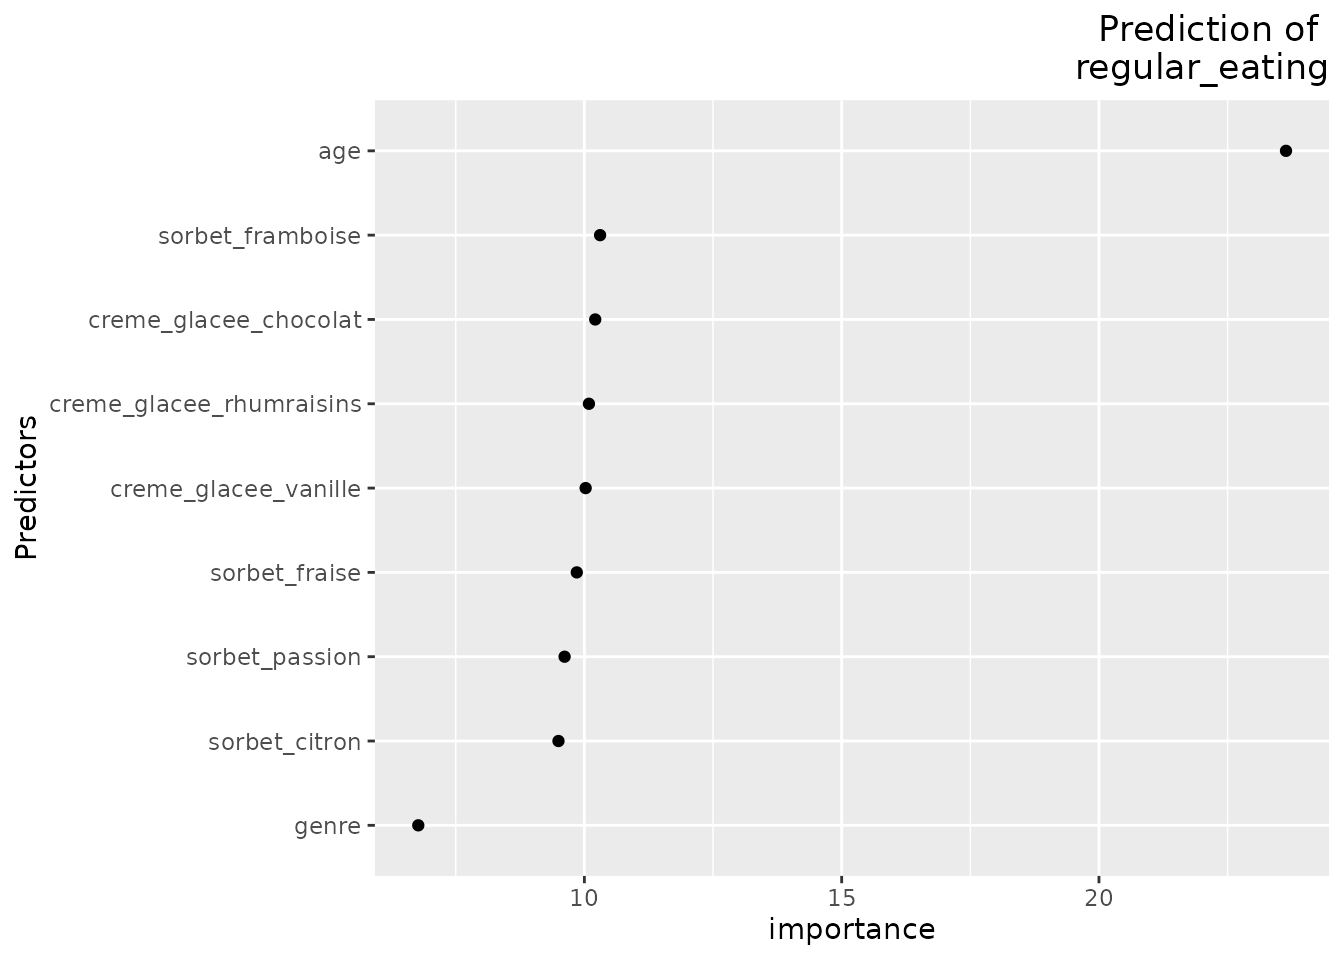 Prediction of
regular_eating
Predictors
age
sorbet_framboise
creme_glacee_chocolat
creme_glacee_rhumraisins
creme_glacee_vanille
sorbet_fraise
sorbet_passion
sorbet_citron
genre
10 15 20
importance